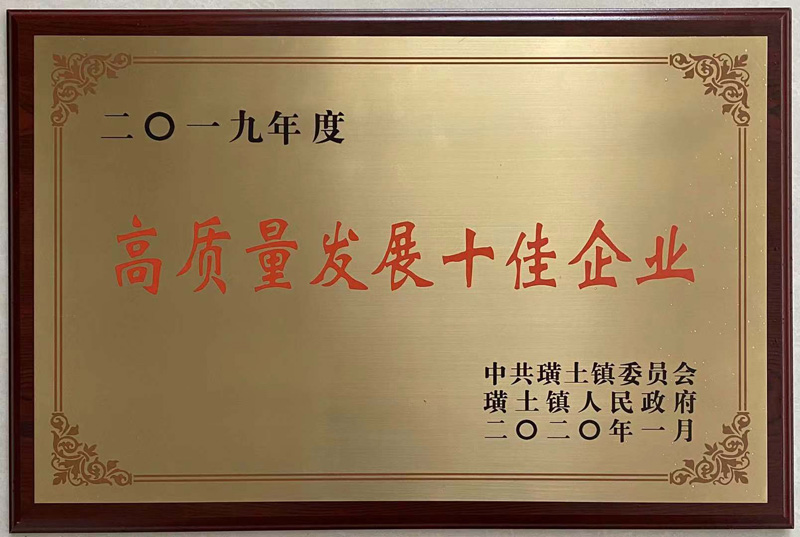 二〇一九年度
高质量发展十佳企业
中共璜土镇委员会
璜土镇人民政府
二〇二〇年一月